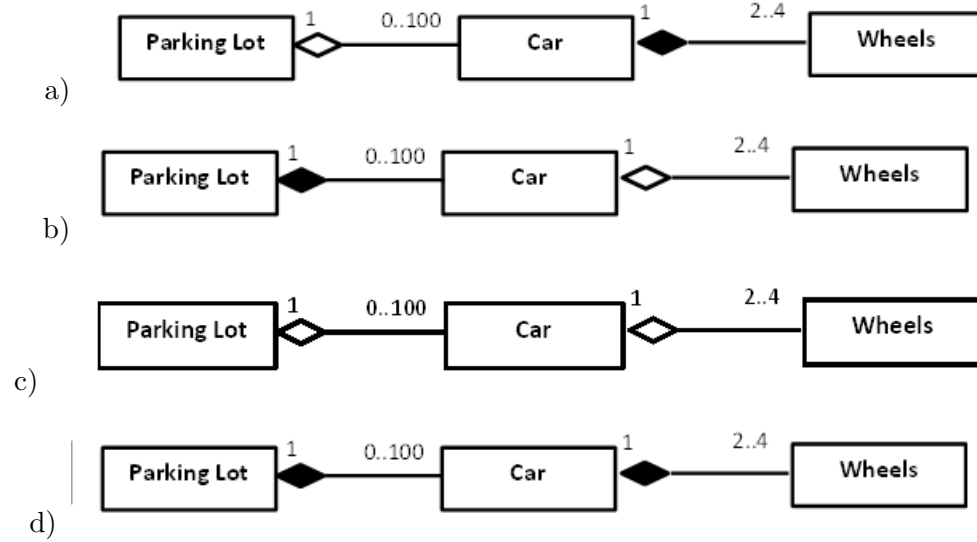 1 0..100 1 2..4
Parking Lot Car Wheels
a)
1 0..100 1 2..4
Parking Lot Car Wheels
b)
1 0..100 1 2..4
Parking Lot Car Wheels
c)
1 0..100 1 2..4
Parking Lot Car Wheels
d)